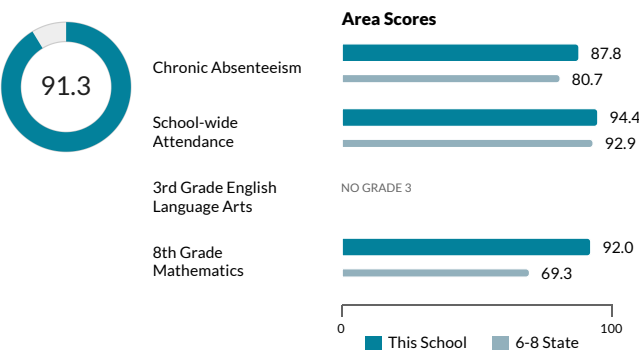 Area Scores
91.3
Chronic Absenteeism
87.8
80.7
School-wide
Attendance
94.4
92.9
3rd Grade English
Language Arts
NO GRADE 3
8th Grade
Mathematics
92.0
69.3
0
100
This School
6-8 State